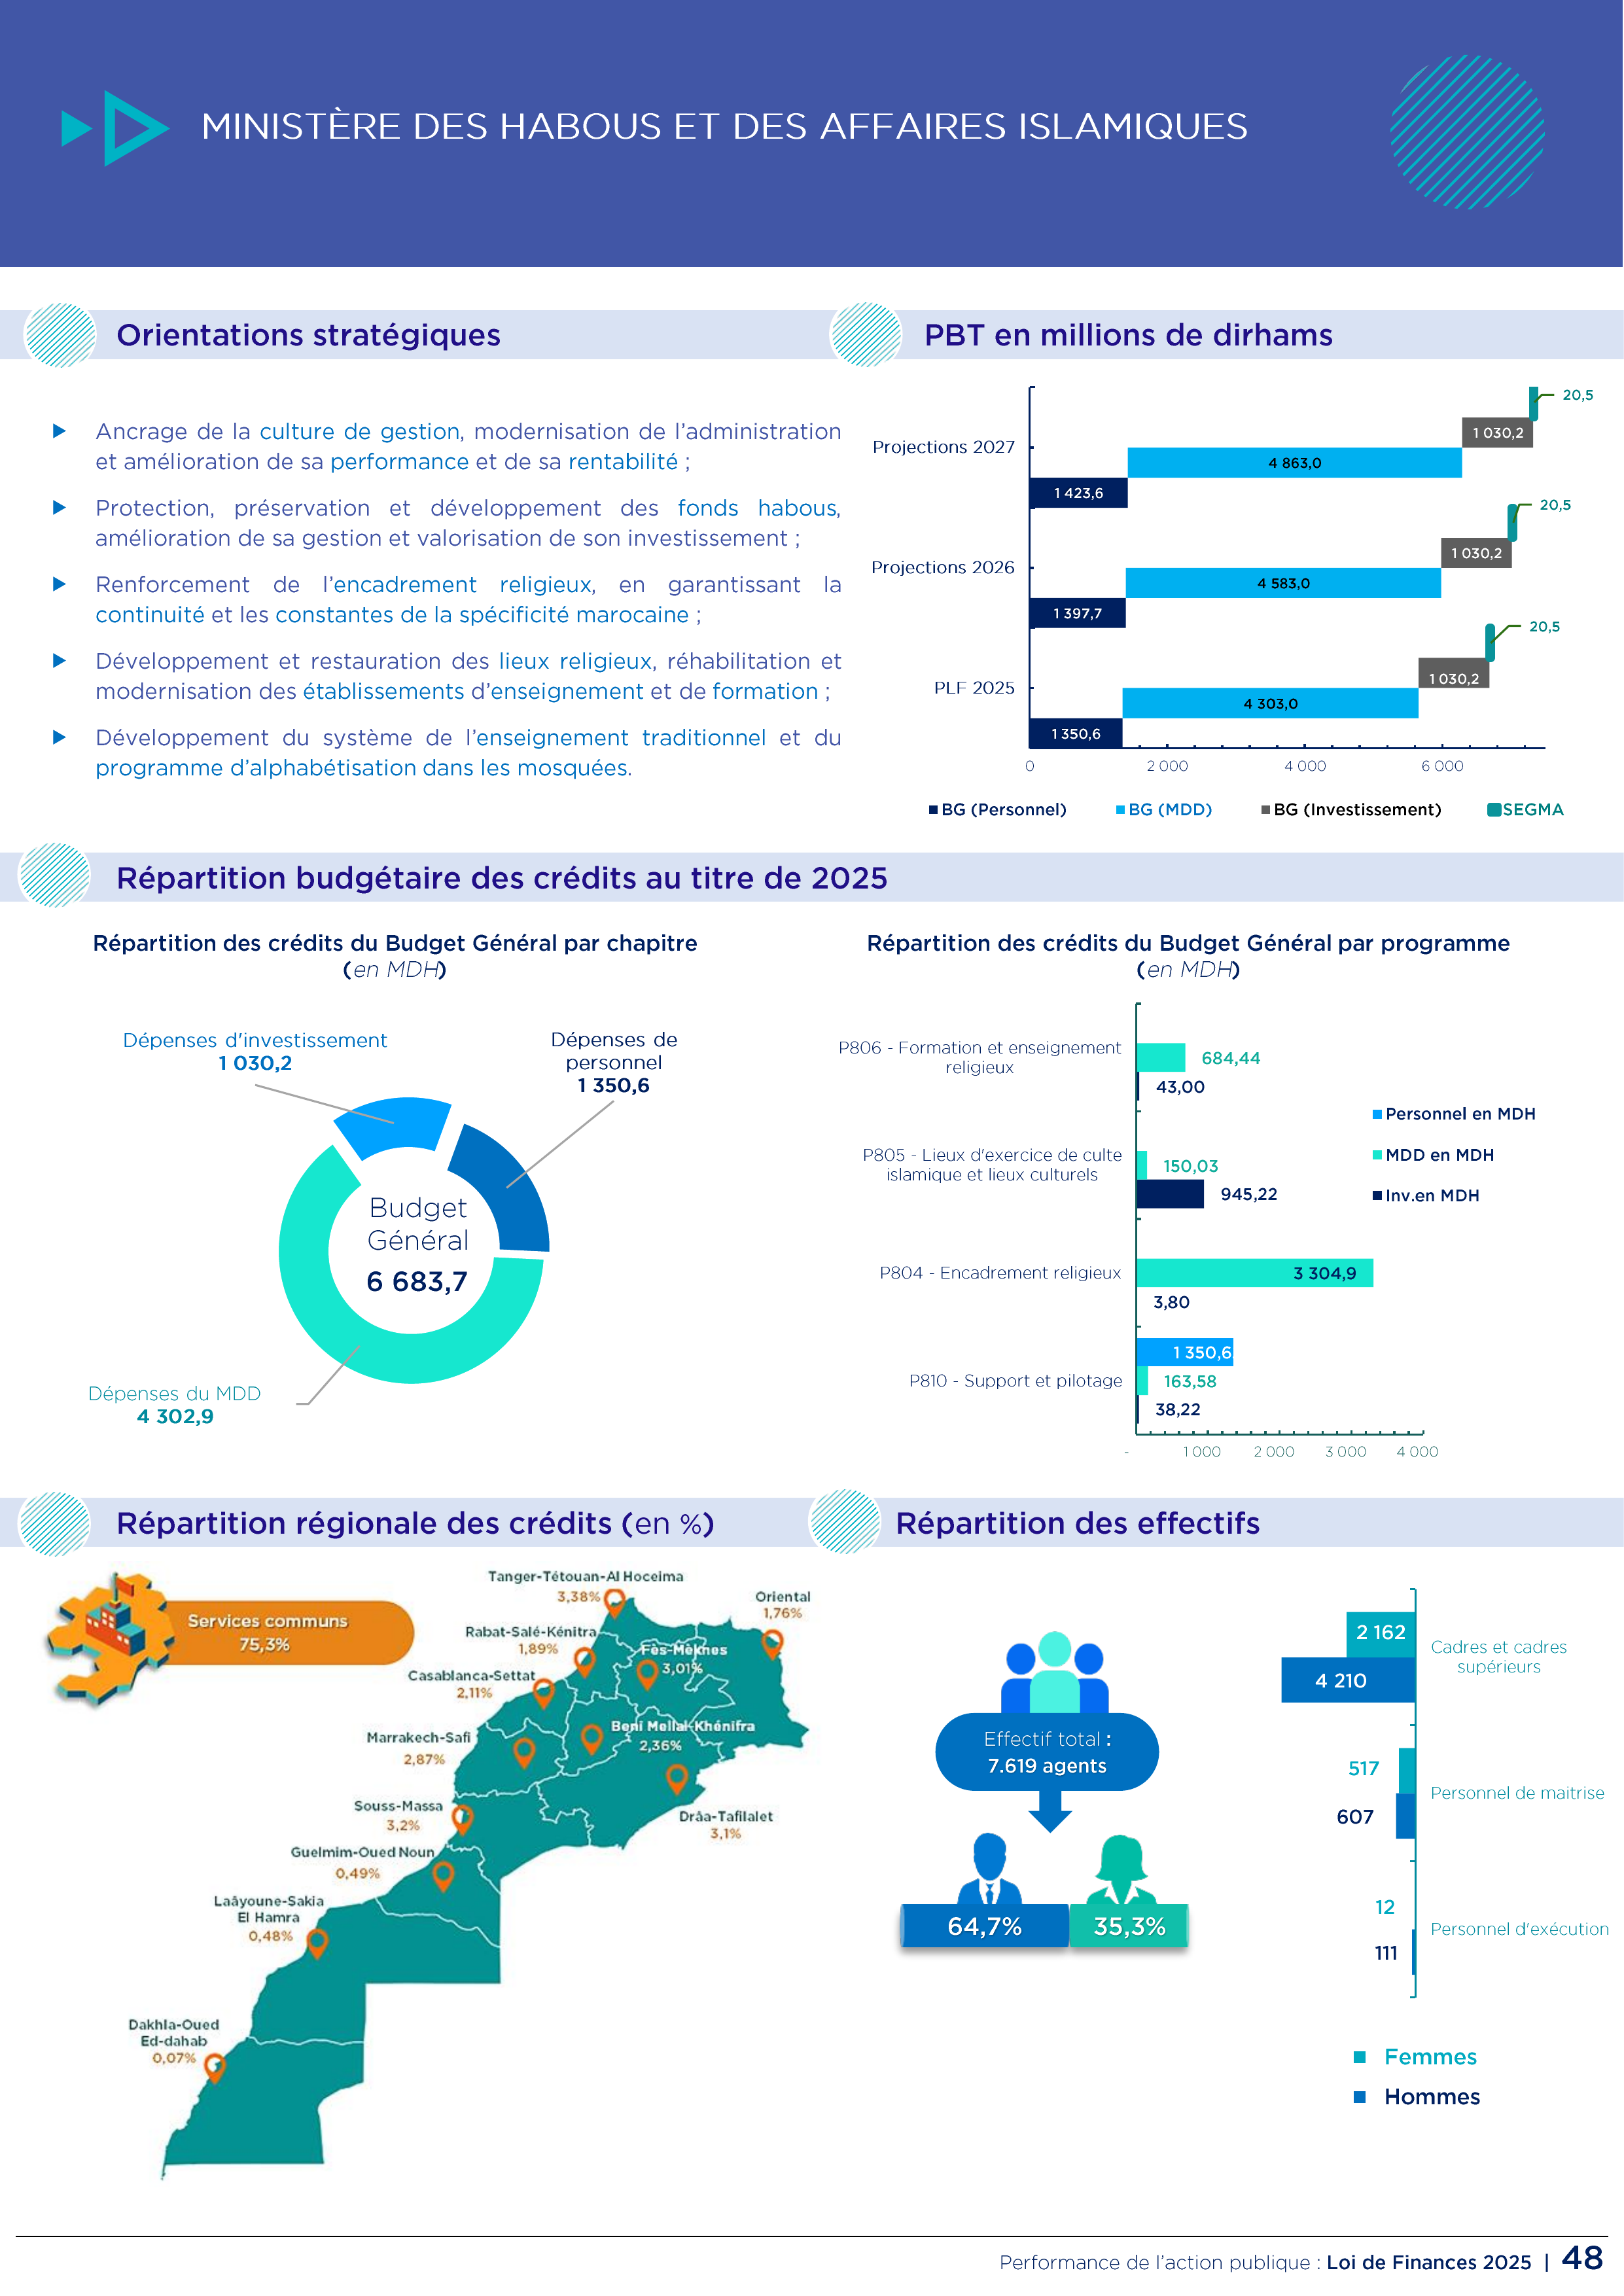 MINISTÈRE DES HABOUS ET DES AFFAIRES ISLAMIQUES
Orientations stratégiques
Ancrage de la culture de gestion, modernisation de l'administration
et amélioration de sa performance et de sa rentabilité ;
Protection, préservation et développement des fonds habous,
amélioration de sa gestion et valorisation de son investissement ;
Renforcement de l'encadrement religieux, en garantissant la
continuité et les constantes de la spécificité marocaine ;
Développement et restauration des lieux religieux, réhabilitation et
modernisation des établissements d'enseignement et de formation ;
Développement du système de l'enseignement traditionnel et du
programme d'alphabétisation dans les mosquées.
PBT en millions de dirhams
20,5
1 030,2
Projections 2027
4 863,0
1 423,6
20,5
1 030,2
Projections 2026
4 583,0
1 397,7
20,5
1 030,2
PLF 2025
4 303,0
1 350,6
0
2 000
4 000
6 000
BG (Personnel)
BG (MDD)
BG (Investissement)
SEGMA
Répartition budgétaire des crédits au titre de 2025
Répartition des crédits du Budget Général par chapitre
(en MDH)
Dépenses d'investissement
1 030,2
Dépenses de
personnel
1 350,6
Budget
Général
6 683,7
Dépenses du MDD
4 302,9
Répartition des crédits du Budget Général par programme
(en MDH)
P806 - Formation et enseignement
religieux
684,44
43,00
P805 - Lieux d'exercice de culte
islamique et lieux culturels
150,03
945,22
P804 - Encadrement religieux
3 304,9
3,80
P810 - Support et pilotage
1 350,6
163,58
38,22
-
1 000
2 000
3 000
4 000
Personnel en MDH
MDD en MDH
Inv.en MDH
Répartition régionale des crédits (en %)
Services communs
75,3%
Tanger-Tétouan-Al Hoceima
3,38%
Oriental
1,76%
Rabat-Salé-Kénitra
1,89%
Fès-Meknes
3,01%
Casablanca-Settat
2,11%
Beni Mellal-Khénifra
2,36%
Marrakech-Safi
2,87%
Souss-Massa
3,2%
Drâa-Tafilalet
3,1%
Guelmim-Oued Noun
0,49%
Laâyoune-Sakia
El Hamra
0,48%
Dakhla-Oued
Ed-dahab
0,07%
Répartition des effectifs
Effectif total :
7.619 agents
64,7%
35,3%
2 162
4 210
Cadres et cadres
supérieurs
517
607
Personnel de maitrise
12
111
Personnel d'exécution
Femmes
Hommes
Performance de l'action publique : Loi de Finances 2025 | 48